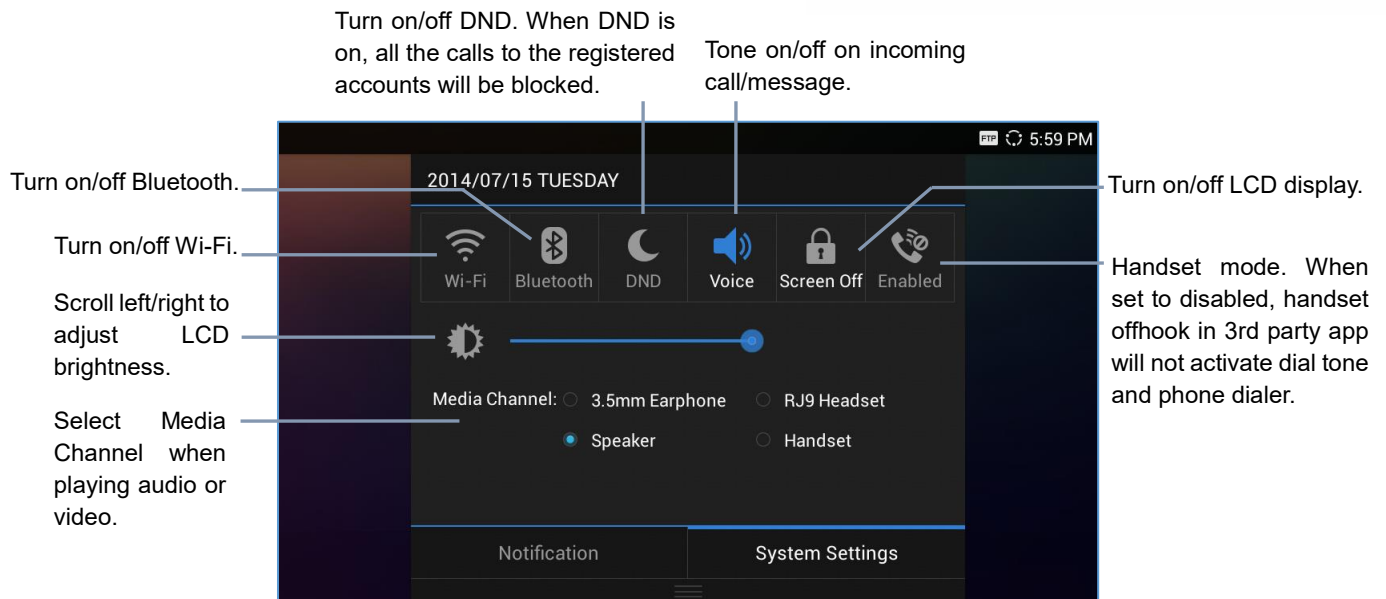 Turn on/off DND. When DND is
on, all the calls to the registered
accounts will be blocked.
Tone on/off on incoming
call/message.
FTP 5:59 PM
Turn on/off Bluetooth.
2014/07/15 TUESDAY
Turn on/off LCD display.
Turn on/off Wi-Fi.
Wi-Fi Bluetooth DND Voice Screen Off Enabled
Handset mode. When
set to disabled, handset
offhook in 3rd party app
will not activate dial tone
and phone dialer.
Scroll left/right to
adjust LCD
brightness.
Media Channel: 3.5mm Earphone RJ9 Headset
Speaker Handset
Select Media
Channel when
playing audio or
video.
Notification System Settings